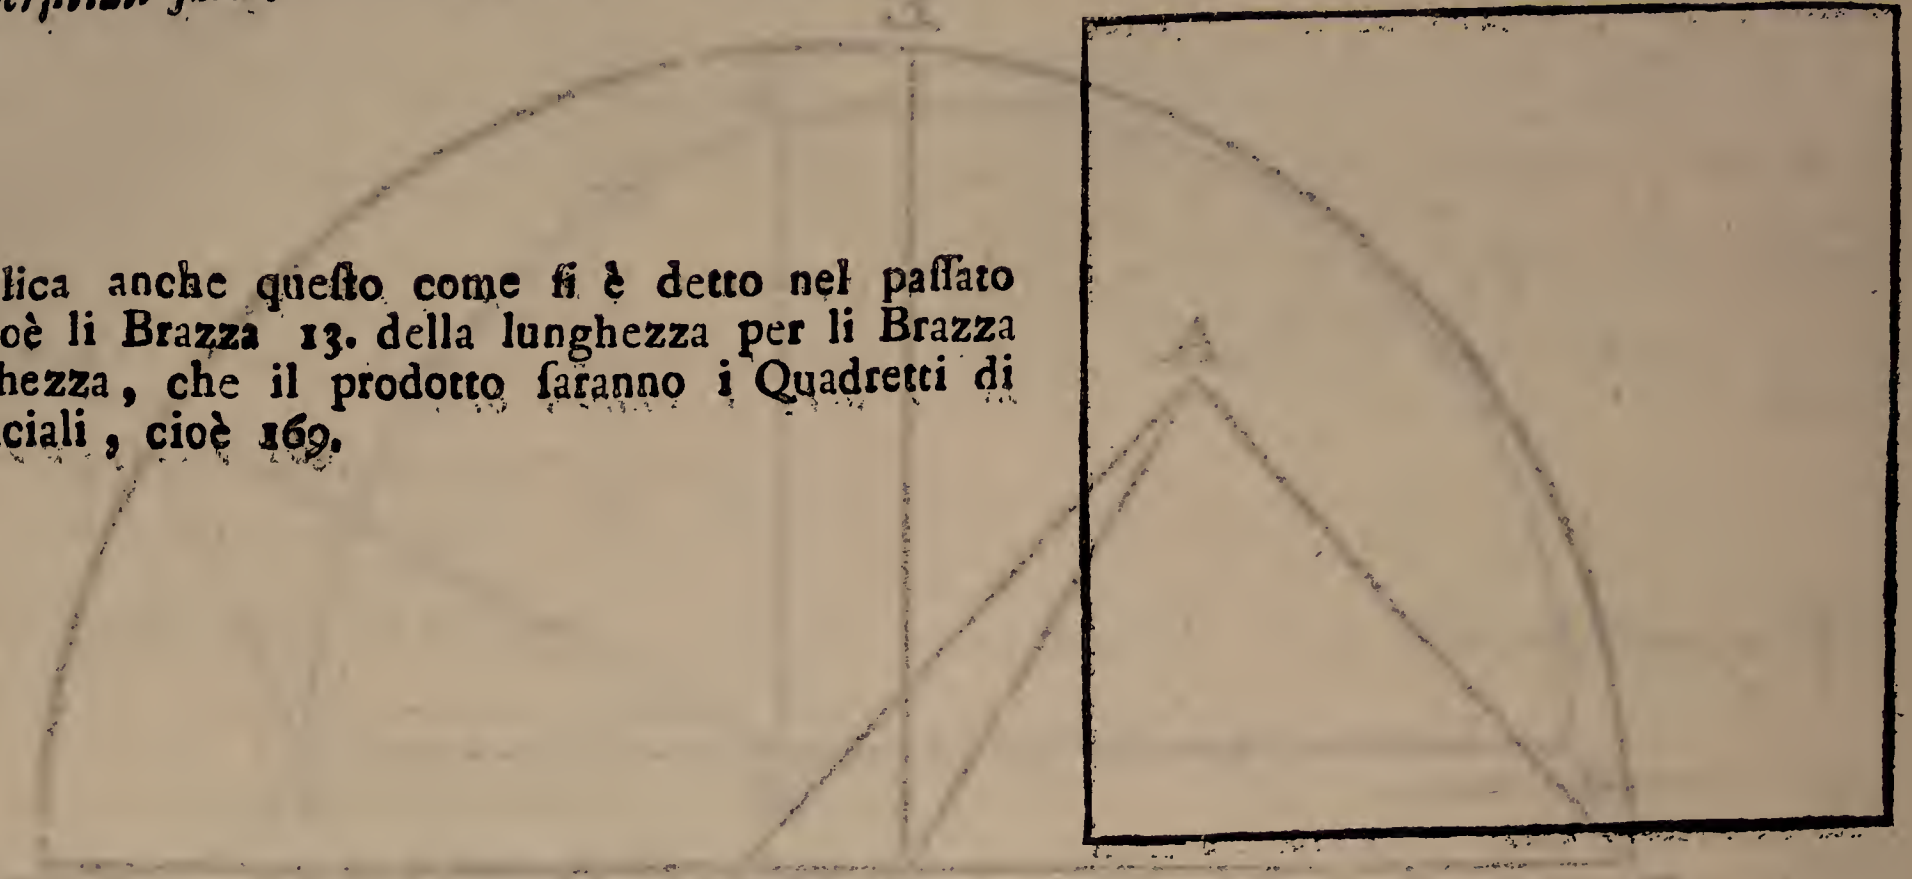 lica anche queſto come ſi è detto nel paſſato
oè li Brazza 13. della lunghezza per li Brazza
hezza, che il prodotto ſaranno i Quadretti di
ciali, cioè 169.